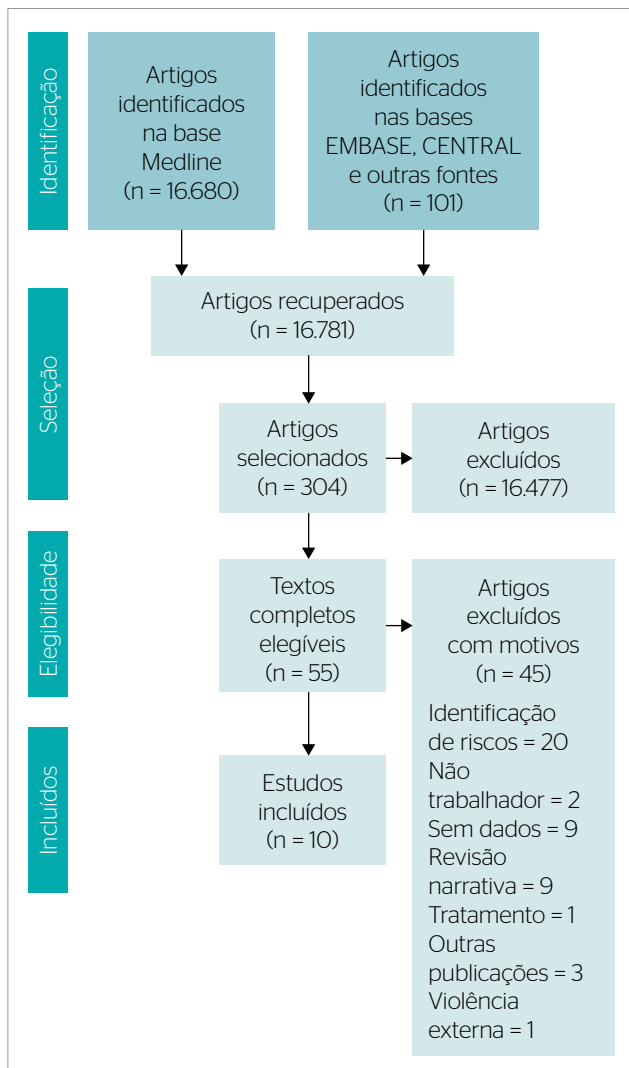 Identificação
Artigos
identificados
na base
Medline
(n = 16.680)
Artigos
identificados
nas bases
EMBASE, CENTRAL
e outras fontes
(n = 101)
Seleção
Artigos recuperados
(n = 16.781)
Artigos
selecionados
(n = 304)
Artigos
excluídos
(n = 16.477)
Elegibilidade
Textos
completos
elegíveis
(n = 55)
Artigos
excluídos
com motivos
(n = 45)
Identificação
de riscos = 20
Não
trabalhador = 2
Sem dados = 9
Revisão
narrativa = 9
Tratamento = 1
Outras
publicações = 3
Violência
externa = 1
Incluídos
Estudos
incluídos
(n = 10)